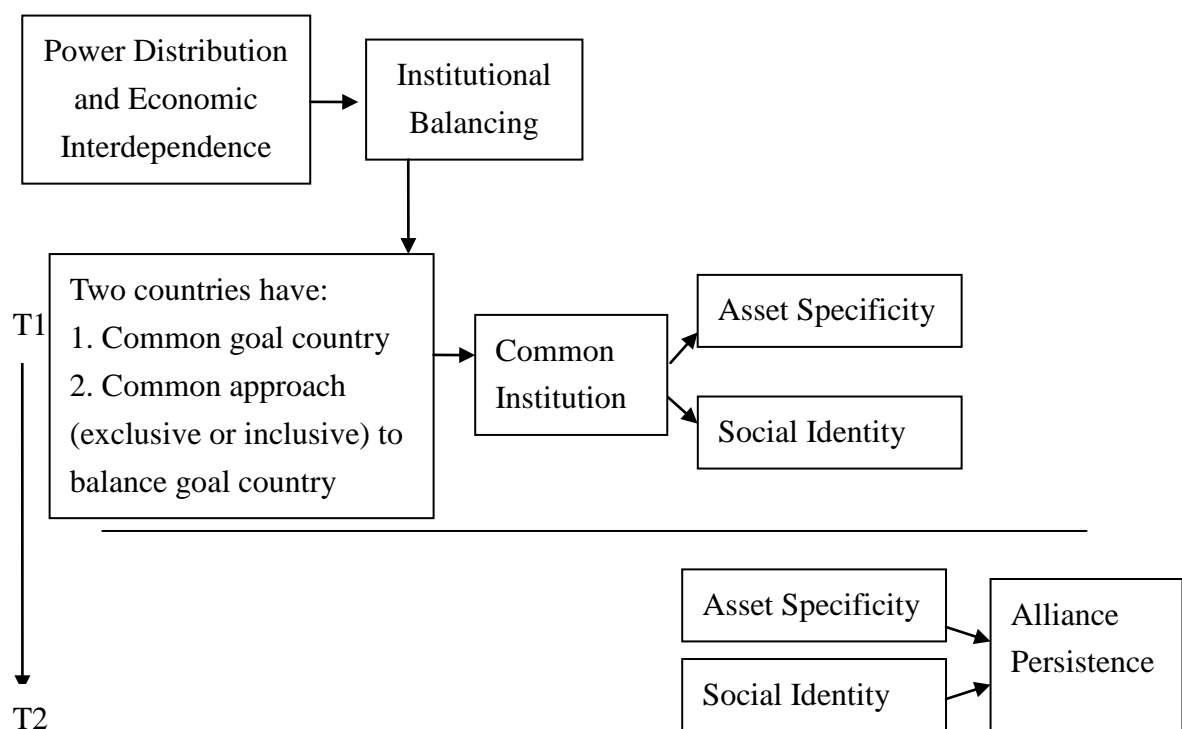 Power Distribution
and Economic
Interdependence
Institutional
Balancing
T1
Two countries have:
1. Common goal country
2. Common approach
(exclusive or inclusive) to
balance goal country
Common
Institution
Asset Specificity
Social Identity
Asset Specificity
Social Identity
Alliance
Persistence
T2